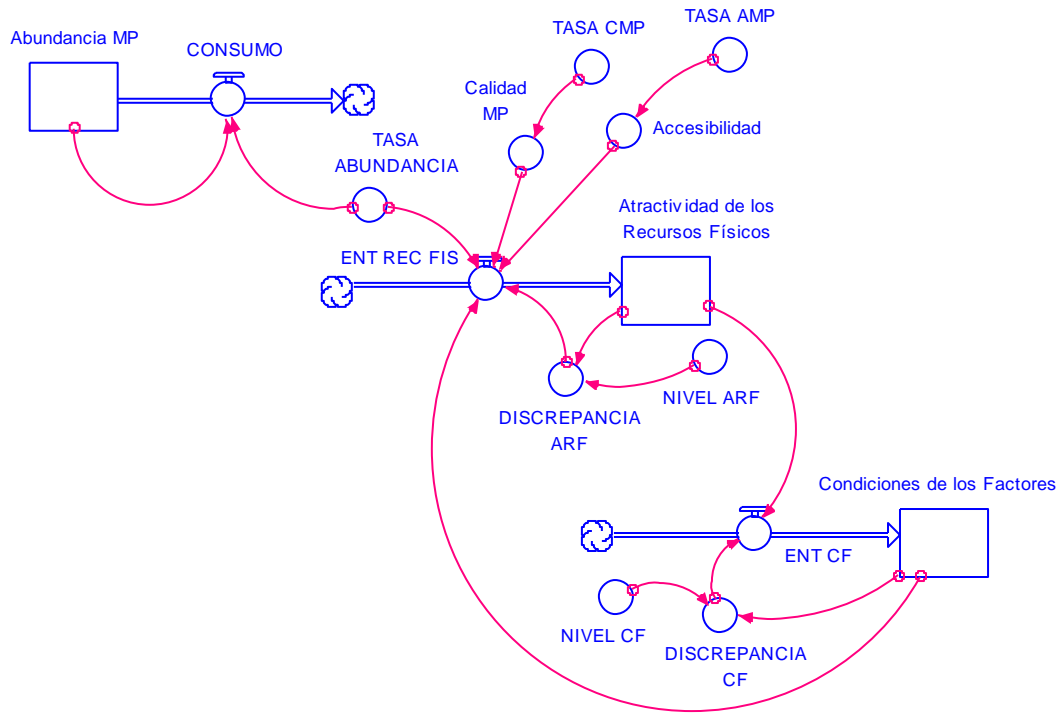 TASA CMP
TASA AMP
Abundancia MP
CONSUMO
Calidad
MP
Accesibilidad
TASA
ABUNDANCIA
Atractividad de los
Recursos Físicos
ENT REC FIS
NIVEL ARF
DISCREPANCIA
ARF
Condiciones de los Factores
ENT CF
NIVEL CF
DISCREPANCIA
CF